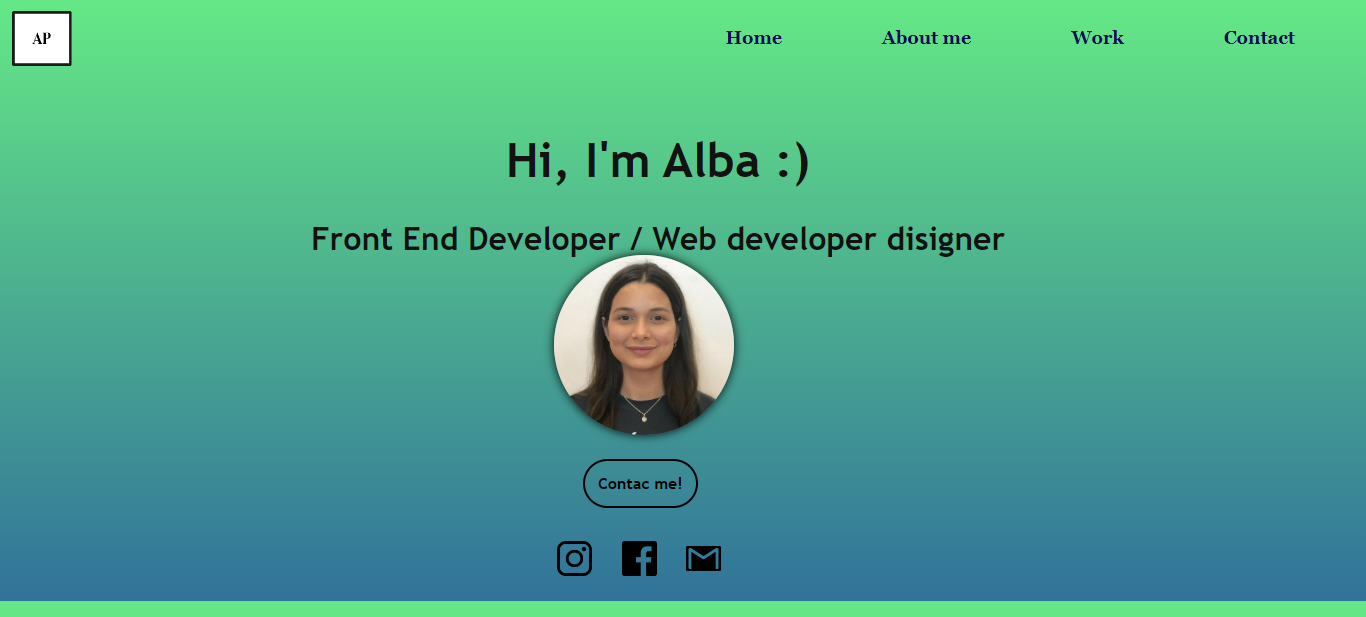 AP
Home About me Work Contact
Hi, I'm Alba :)
Front End Developer / Web developer disigner
Contac me!